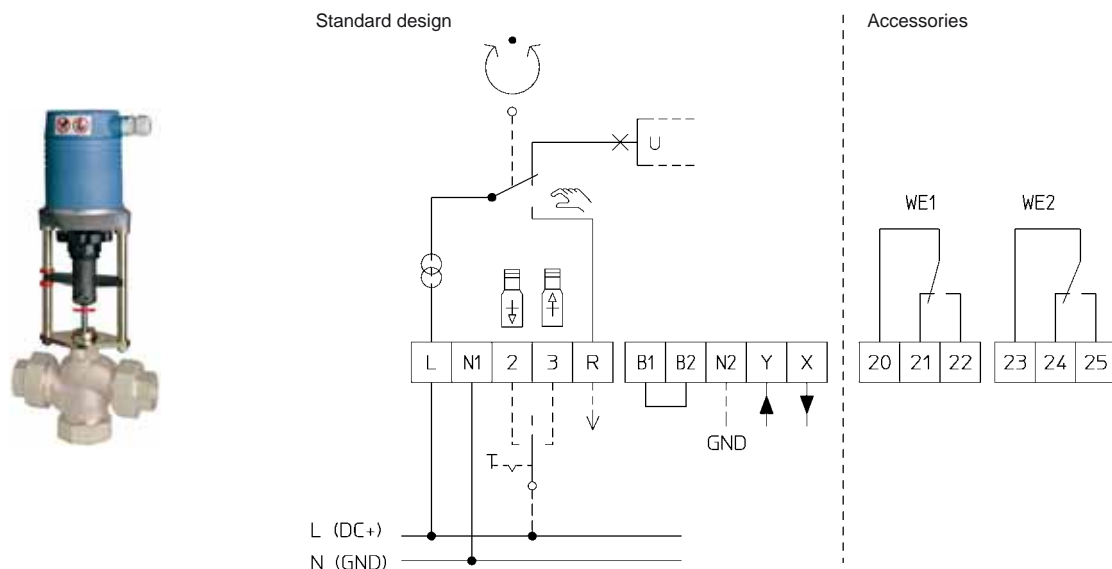 Standard design
Accessories
U
WE1 WE2
L N1 2 3 R B1 B2 N2 Y X 20 21 22 23 24 25
GND
L (DC+)
N (GND)